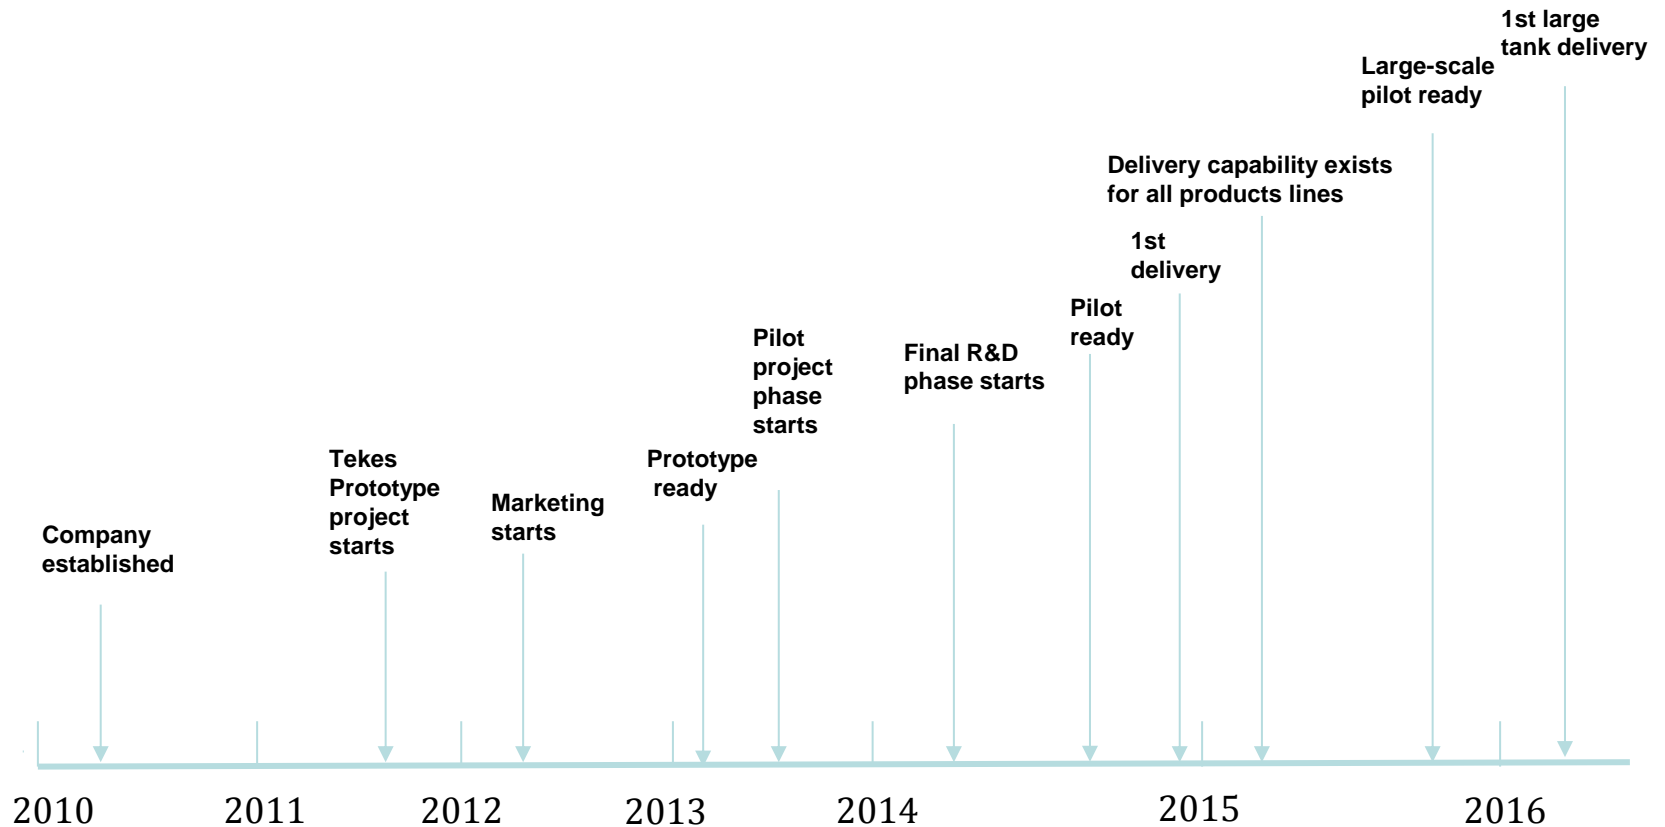 Company
established
Tekes
Prototype
project
starts
Marketing
starts
Prototype
ready
Pilot
project
phase
starts
Final R&D
phase starts
Pilot
ready
1st
delivery
Delivery capability exists
for all products lines
Large-scale
pilot ready
1st large
tank delivery
2010
2011
2012
2013
2014
2015
2016